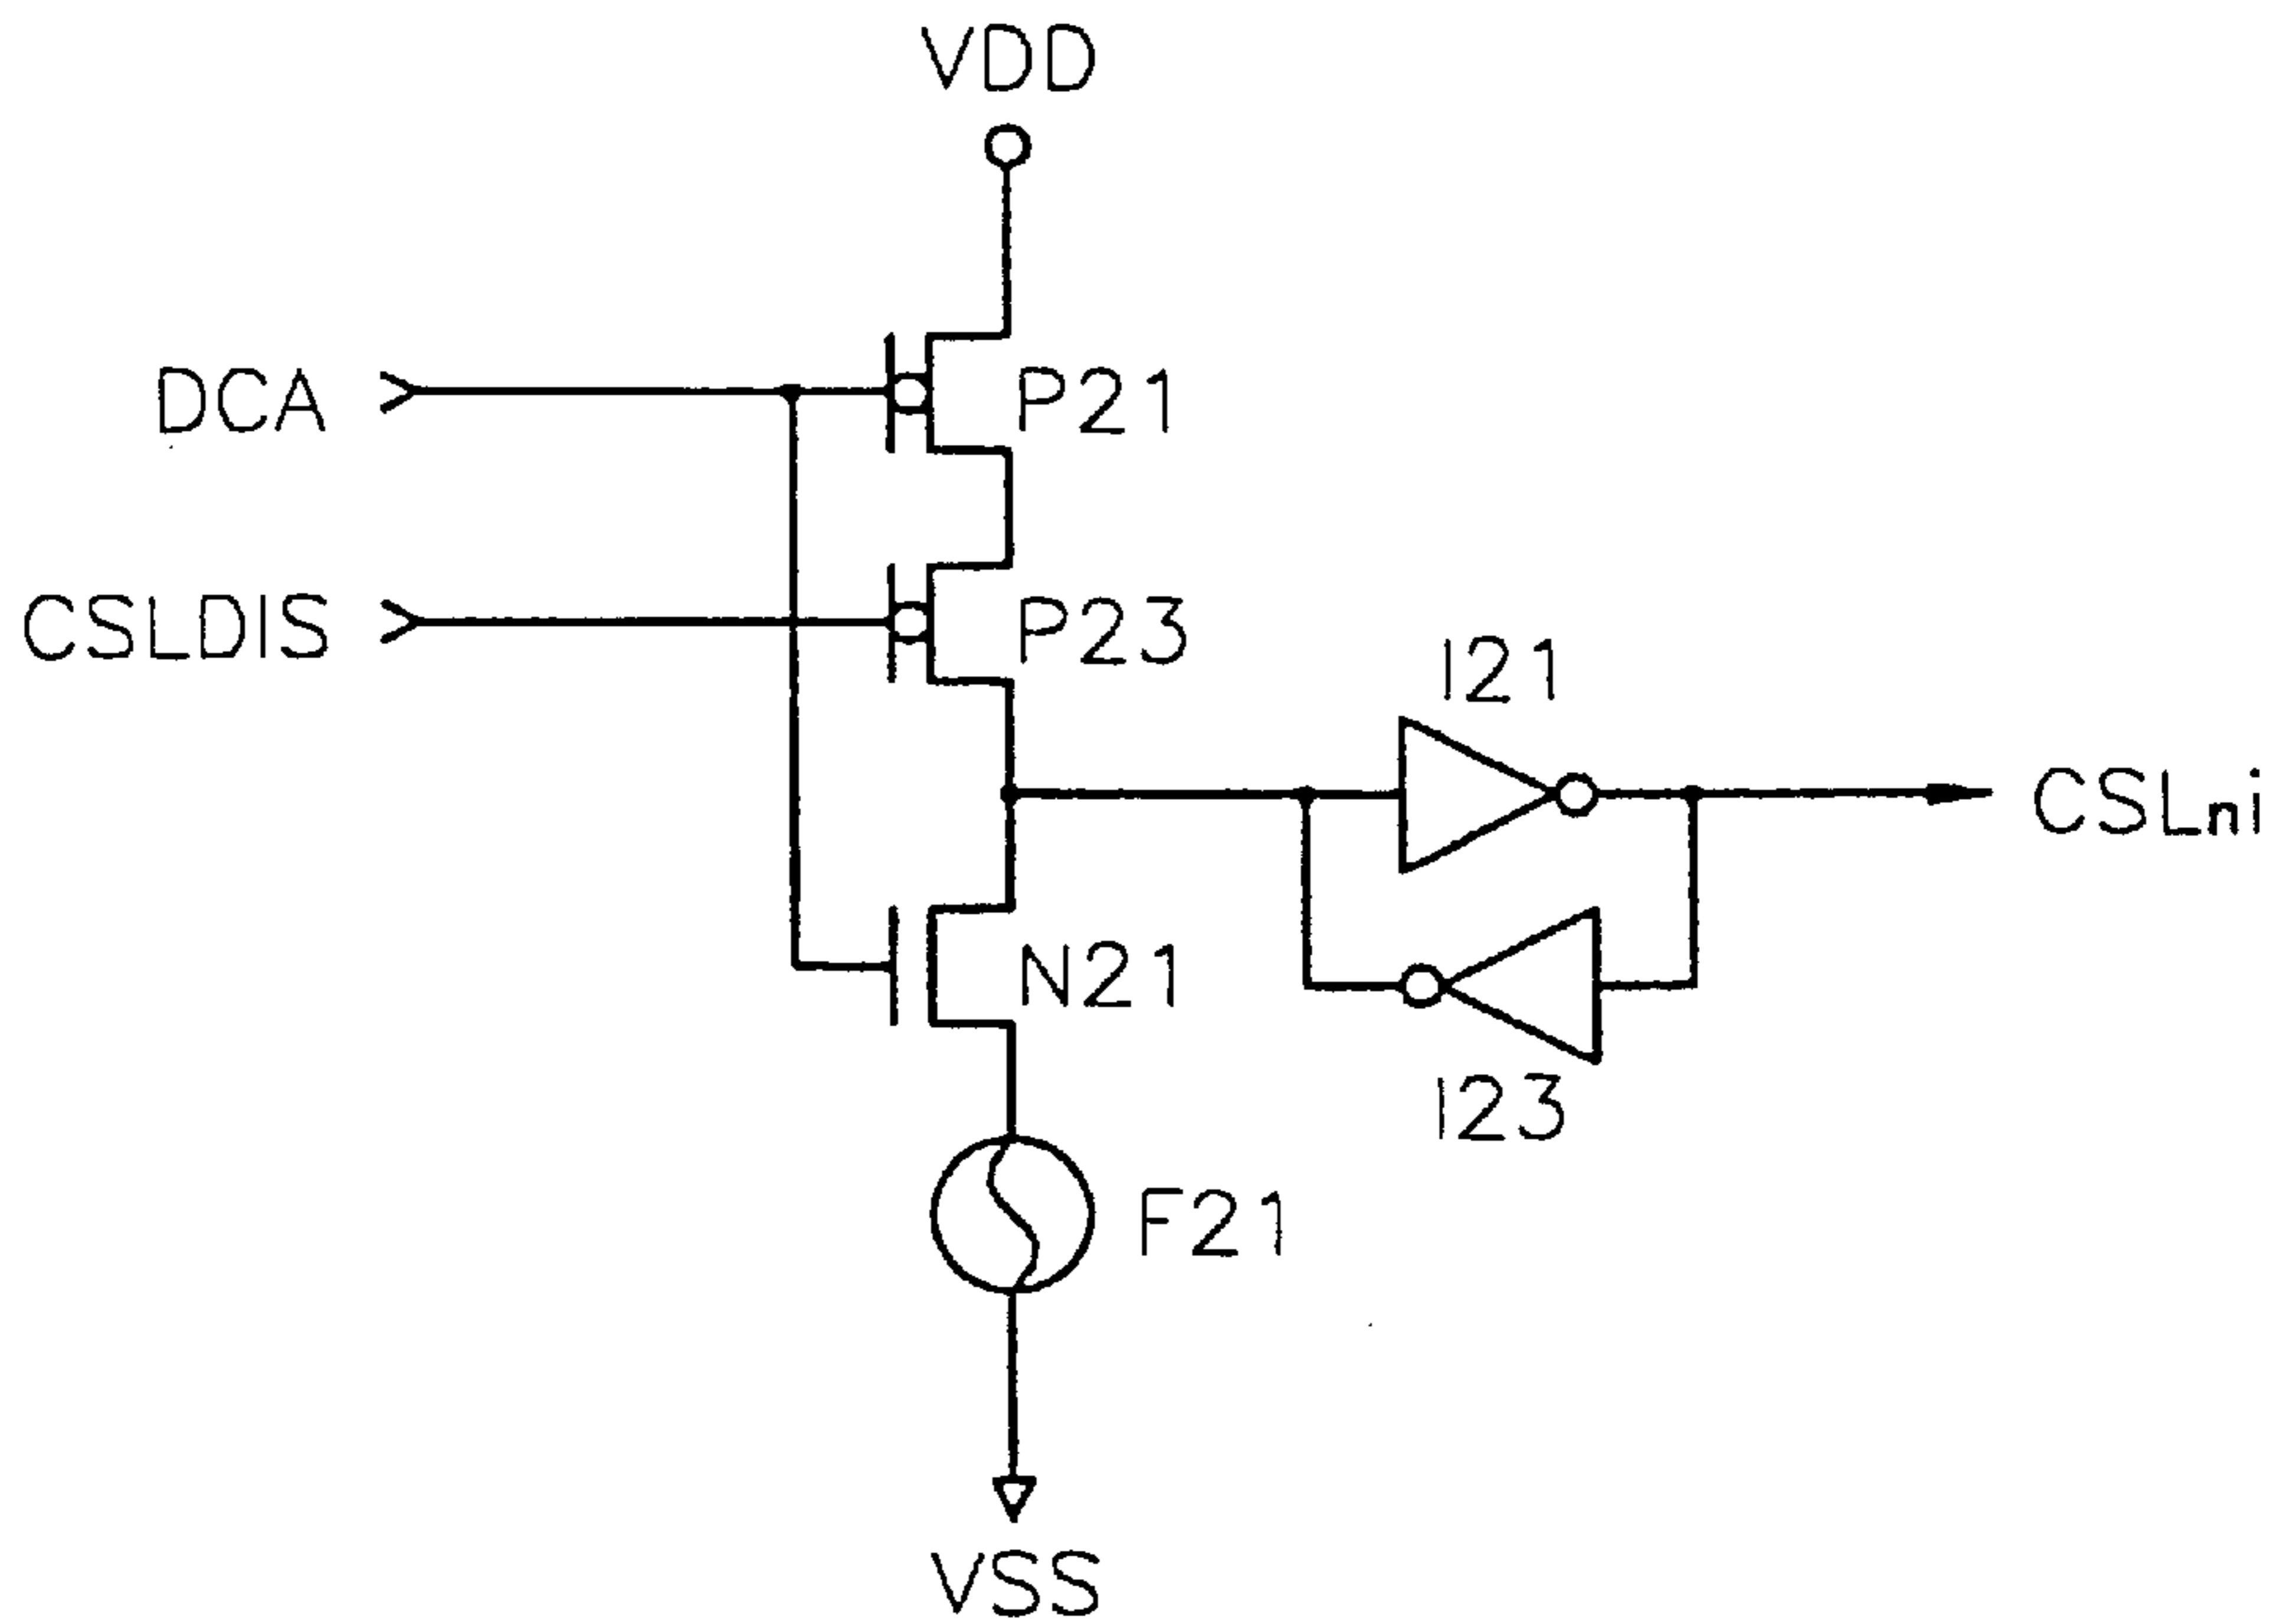 VDD
DCA
P21
CSLDIS
P23
I21
CSLni
N21
I23
F21
VSS